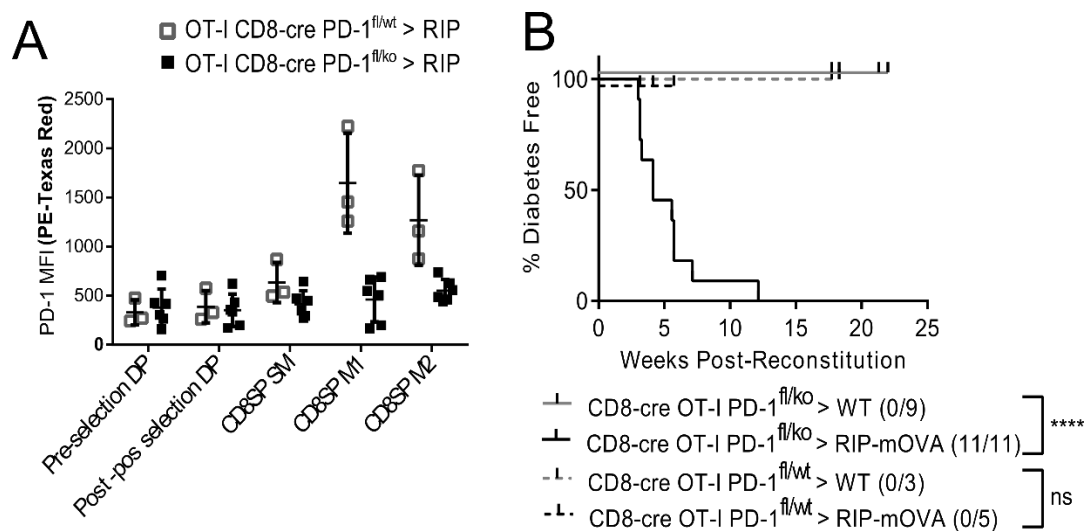 A
OT-I CD8-cre PD-1fl/wt > RIP
OT-I CD8-cre PD-1fl/ko > RIP
PD-1 MFI (PE-Texas Red)
2500
2000
1500
1000
500
0
Pre-selection DP
Post-pos selection DP
CD8SP SM
CD8SP M1
CD8SP M2
B
% Diabetes Free
100
50
0
0 5 10 15 20 25
Weeks Post-Reconstitution
CD8-cre OT-I PD-1fl/ko > WT (0/9)
CD8-cre OT-I PD-1fl/ko > RIP-mOVA (11/11)
****
CD8-cre OT-I PD-1fl/wt > WT (0/3)
CD8-cre OT-I PD-1fl/wt > RIP-mOVA (0/5)
ns